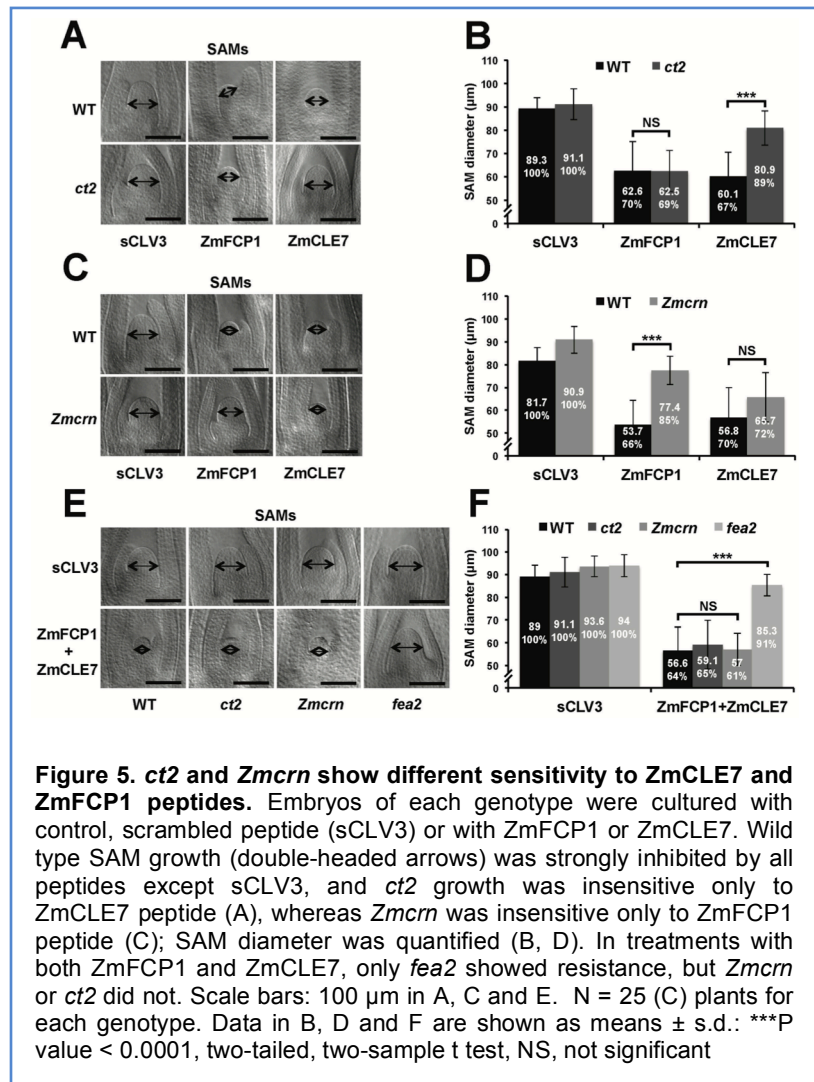 A
SAMs
WT
ct2
sCLV3 ZmFCP1 ZmCLE7
B
WT ct2
SAM diameter (µm)
110
100
90
80
70
60
50
0
89.3
100%
91.1
100%
62.6
70%
62.5
69%
60.1
67%
80.9
89%
NS
***
sCLV3 ZmFCP1 ZmCLE7
C
SAMs
WT
Zmcrn
sCLV3 ZmFCP1 ZmCLE7
D
WT Zmcrn
SAM diameter (µm)
110
100
90
80
70
60
50
0
81.7
100%
90.9
100%
53.7
66%
77.4
85%
56.8
70%
65.7
72%
***
NS
sCLV3 ZmFCP1 ZmCLE7
E
SAMs
sCLV3
ZmFCP1
+
ZmCLE7
WT ct2 Zmcrn fea2
F
WT ct2 Zmcrn fea2
SAM diameter (µm)
110
100
90
80
70
60
50
0
89
100%
91.1
100%
93.6
100%
94
100%
56.6
64%
59.1
65%
57
61%
85.3
91%
***
NS
sCLV3 ZmFCP1+ZmCLE7
Figure 5. ct2 and Zmcrn show different sensitivity to ZmCLE7 and
ZmFCP1 peptides. Embryos of each genotype were cultured with
control, scrambled peptide (sCLV3) or with ZmFCP1 or ZmCLE7. Wild
type SAM growth (double-headed arrows) was strongly inhibited by all
peptides except sCLV3, and ct2 growth was insensitive only to
ZmCLE7 peptide (A), whereas Zmcrn was insensitive only to ZmFCP1
peptide (C); SAM diameter was quantified (B, D). In treatments with
both ZmFCP1 and ZmCLE7, only fea2 showed resistance, but Zmcrn
or ct2 did not. Scale bars: 100 µm in A, C and E. N = 25 (C) plants for
each genotype. Data in B, D and F are shown as means ± s.d.: ***P
value < 0.0001, two-tailed, two-sample t test, NS, not significant